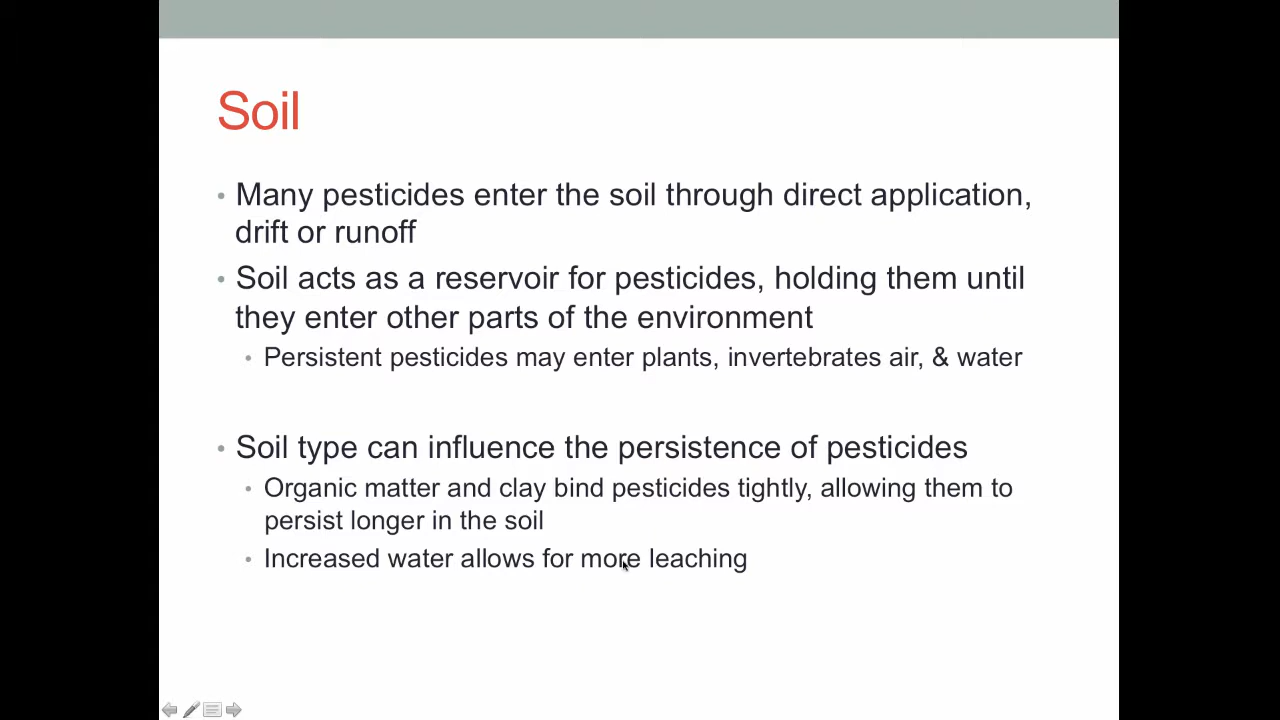 Soil
• Many pesticides enter the soil through direct application,
drift or runoff
• Soil acts as a reservoir for pesticides, holding them until
they enter other parts of the environment
• Persistent pesticides may enter plants, invertebrates air, & water
• Soil type can influence the persistence of pesticides
• Organic matter and clay bind pesticides tightly, allowing them to
persist longer in the soil
• Increased water allows for more leaching